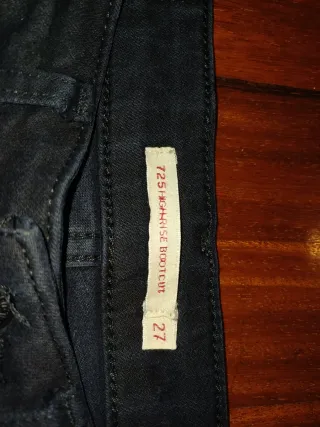 725 HIGH RISE BOOTCUT
27